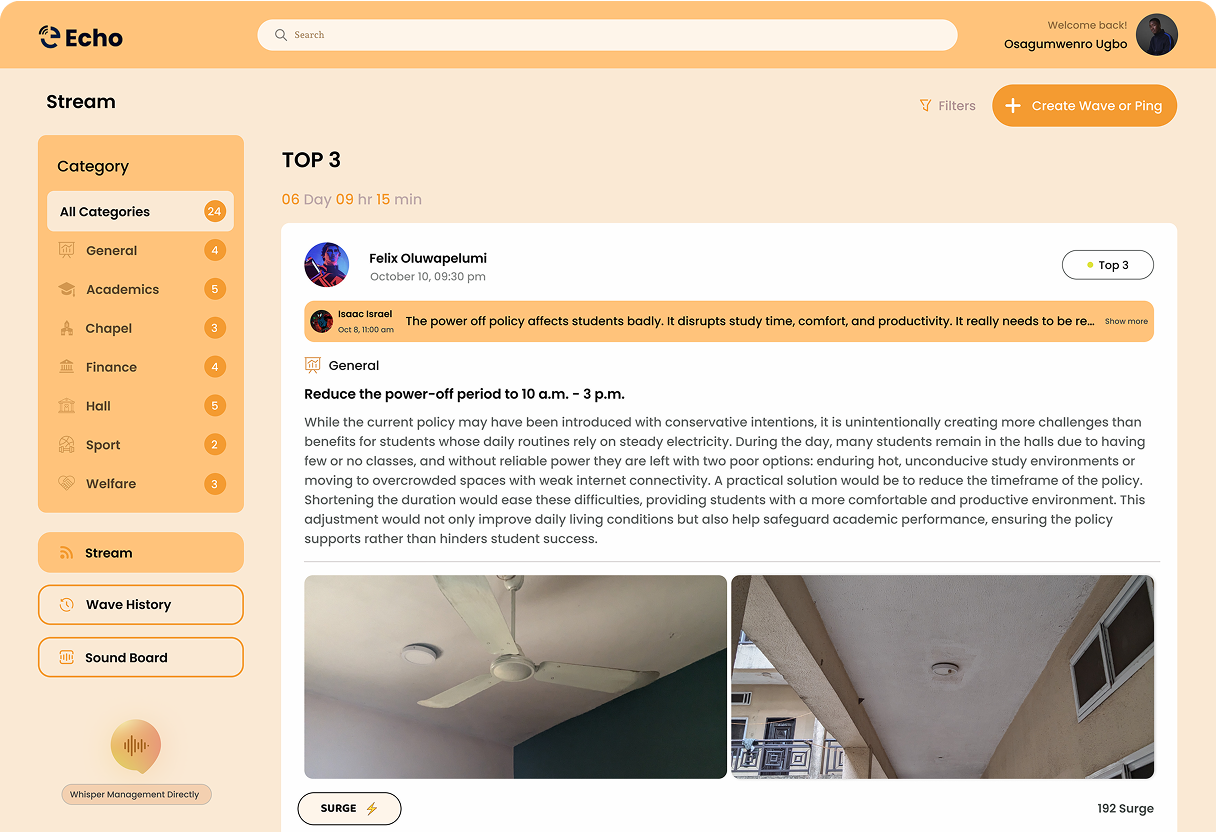 Echo
Search
Welcome back!
Osagumwenro Ugbo
Stream
Filters
Create Wave or Ping
Category
All Categories 24
General 4
Academics 5
Chapel 3
Finance 4
Hall 5
Sport 2
Welfare 3
Stream
Wave History
Sound Board
Whisper Management Directly
TOP 3
06 Day 09 hr 15 min
Felix Oluwapelumi
October 10, 09:30 pm
Top 3
Isaac Israel
Oct 8, 11:00 am
The power off policy affects students badly. It disrupts study time, comfort, and productivity. It really needs to be re...
Show more
General
Reduce the power-off period to 10 a.m. - 3 p.m.
While the current policy may have been introduced with conservative intentions, it is unintentionally creating more challenges than
benefits for students whose daily routines rely on steady electricity. During the day, many students remain in the halls due to having
few or no classes, and without reliable power they are left with two poor options: enduring hot, unconducive study environments or
moving to overcrowded spaces with weak internet connectivity. A practical solution would be to reduce the timeframe of the policy.
Shortening the duration would ease these difficulties, providing students with a more comfortable and productive environment. This
adjustment would not only improve daily living conditions but also help safeguard academic performance, ensuring the policy
supports rather than hinders student success.
SURGE
192 Surge